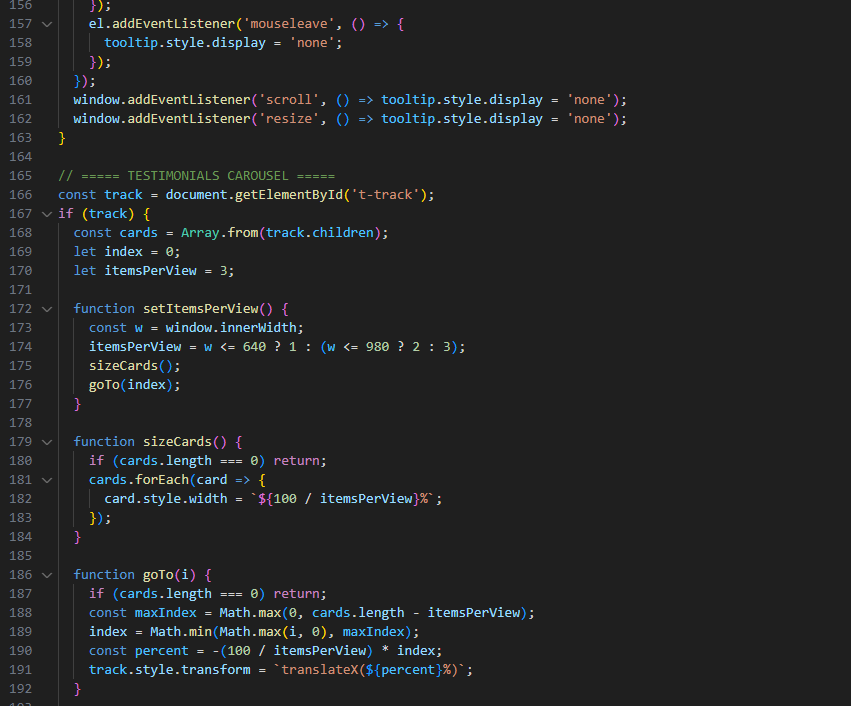 156       });
157     el.addEventListener('mouseleave', () => {
158       tooltip.style.display = 'none';
159     });
160   });
161   window.addEventListener('scroll', () => tooltip.style.display = 'none');
162   window.addEventListener('resize', () => tooltip.style.display = 'none');
163 }
164
165 // ===== TESTIMONIALS CAROUSEL =====
166 const track = document.getElementById('t-track');
167 if (track) {
168   const cards = Array.from(track.children);
169   let index = 0;
170   let itemsPerView = 3;
171
172   function setItemsPerView() {
173     const w = window.innerWidth;
174     itemsPerView = w <= 640 ? 1 : (w <= 980 ? 2 : 3);
175     sizeCards();
176     goTo(index);
177   }
178
179   function sizeCards() {
180     if (cards.length === 0) return;
181     cards.forEach(card => {
182       card.style.width = `${100 / itemsPerView}%`;
183     });
184   }
185
186   function goTo(i) {
187     if (cards.length === 0) return;
188     const maxIndex = Math.max(0, cards.length - itemsPerView);
189     index = Math.min(Math.max(i, 0), maxIndex);
190     const percent = -(100 / itemsPerView) * index;
191     track.style.transform = `translateX(${percent}%)`;
192   }